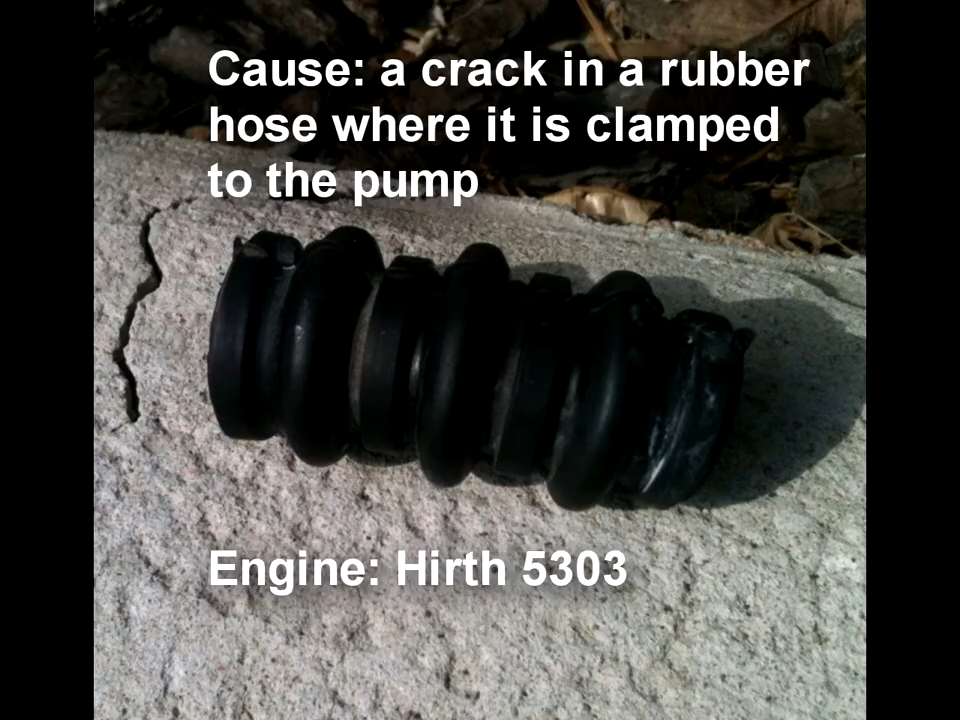 Cause: a crack in a rubber
hose where it is clamped
to the pump
Engine: Hirth 5303